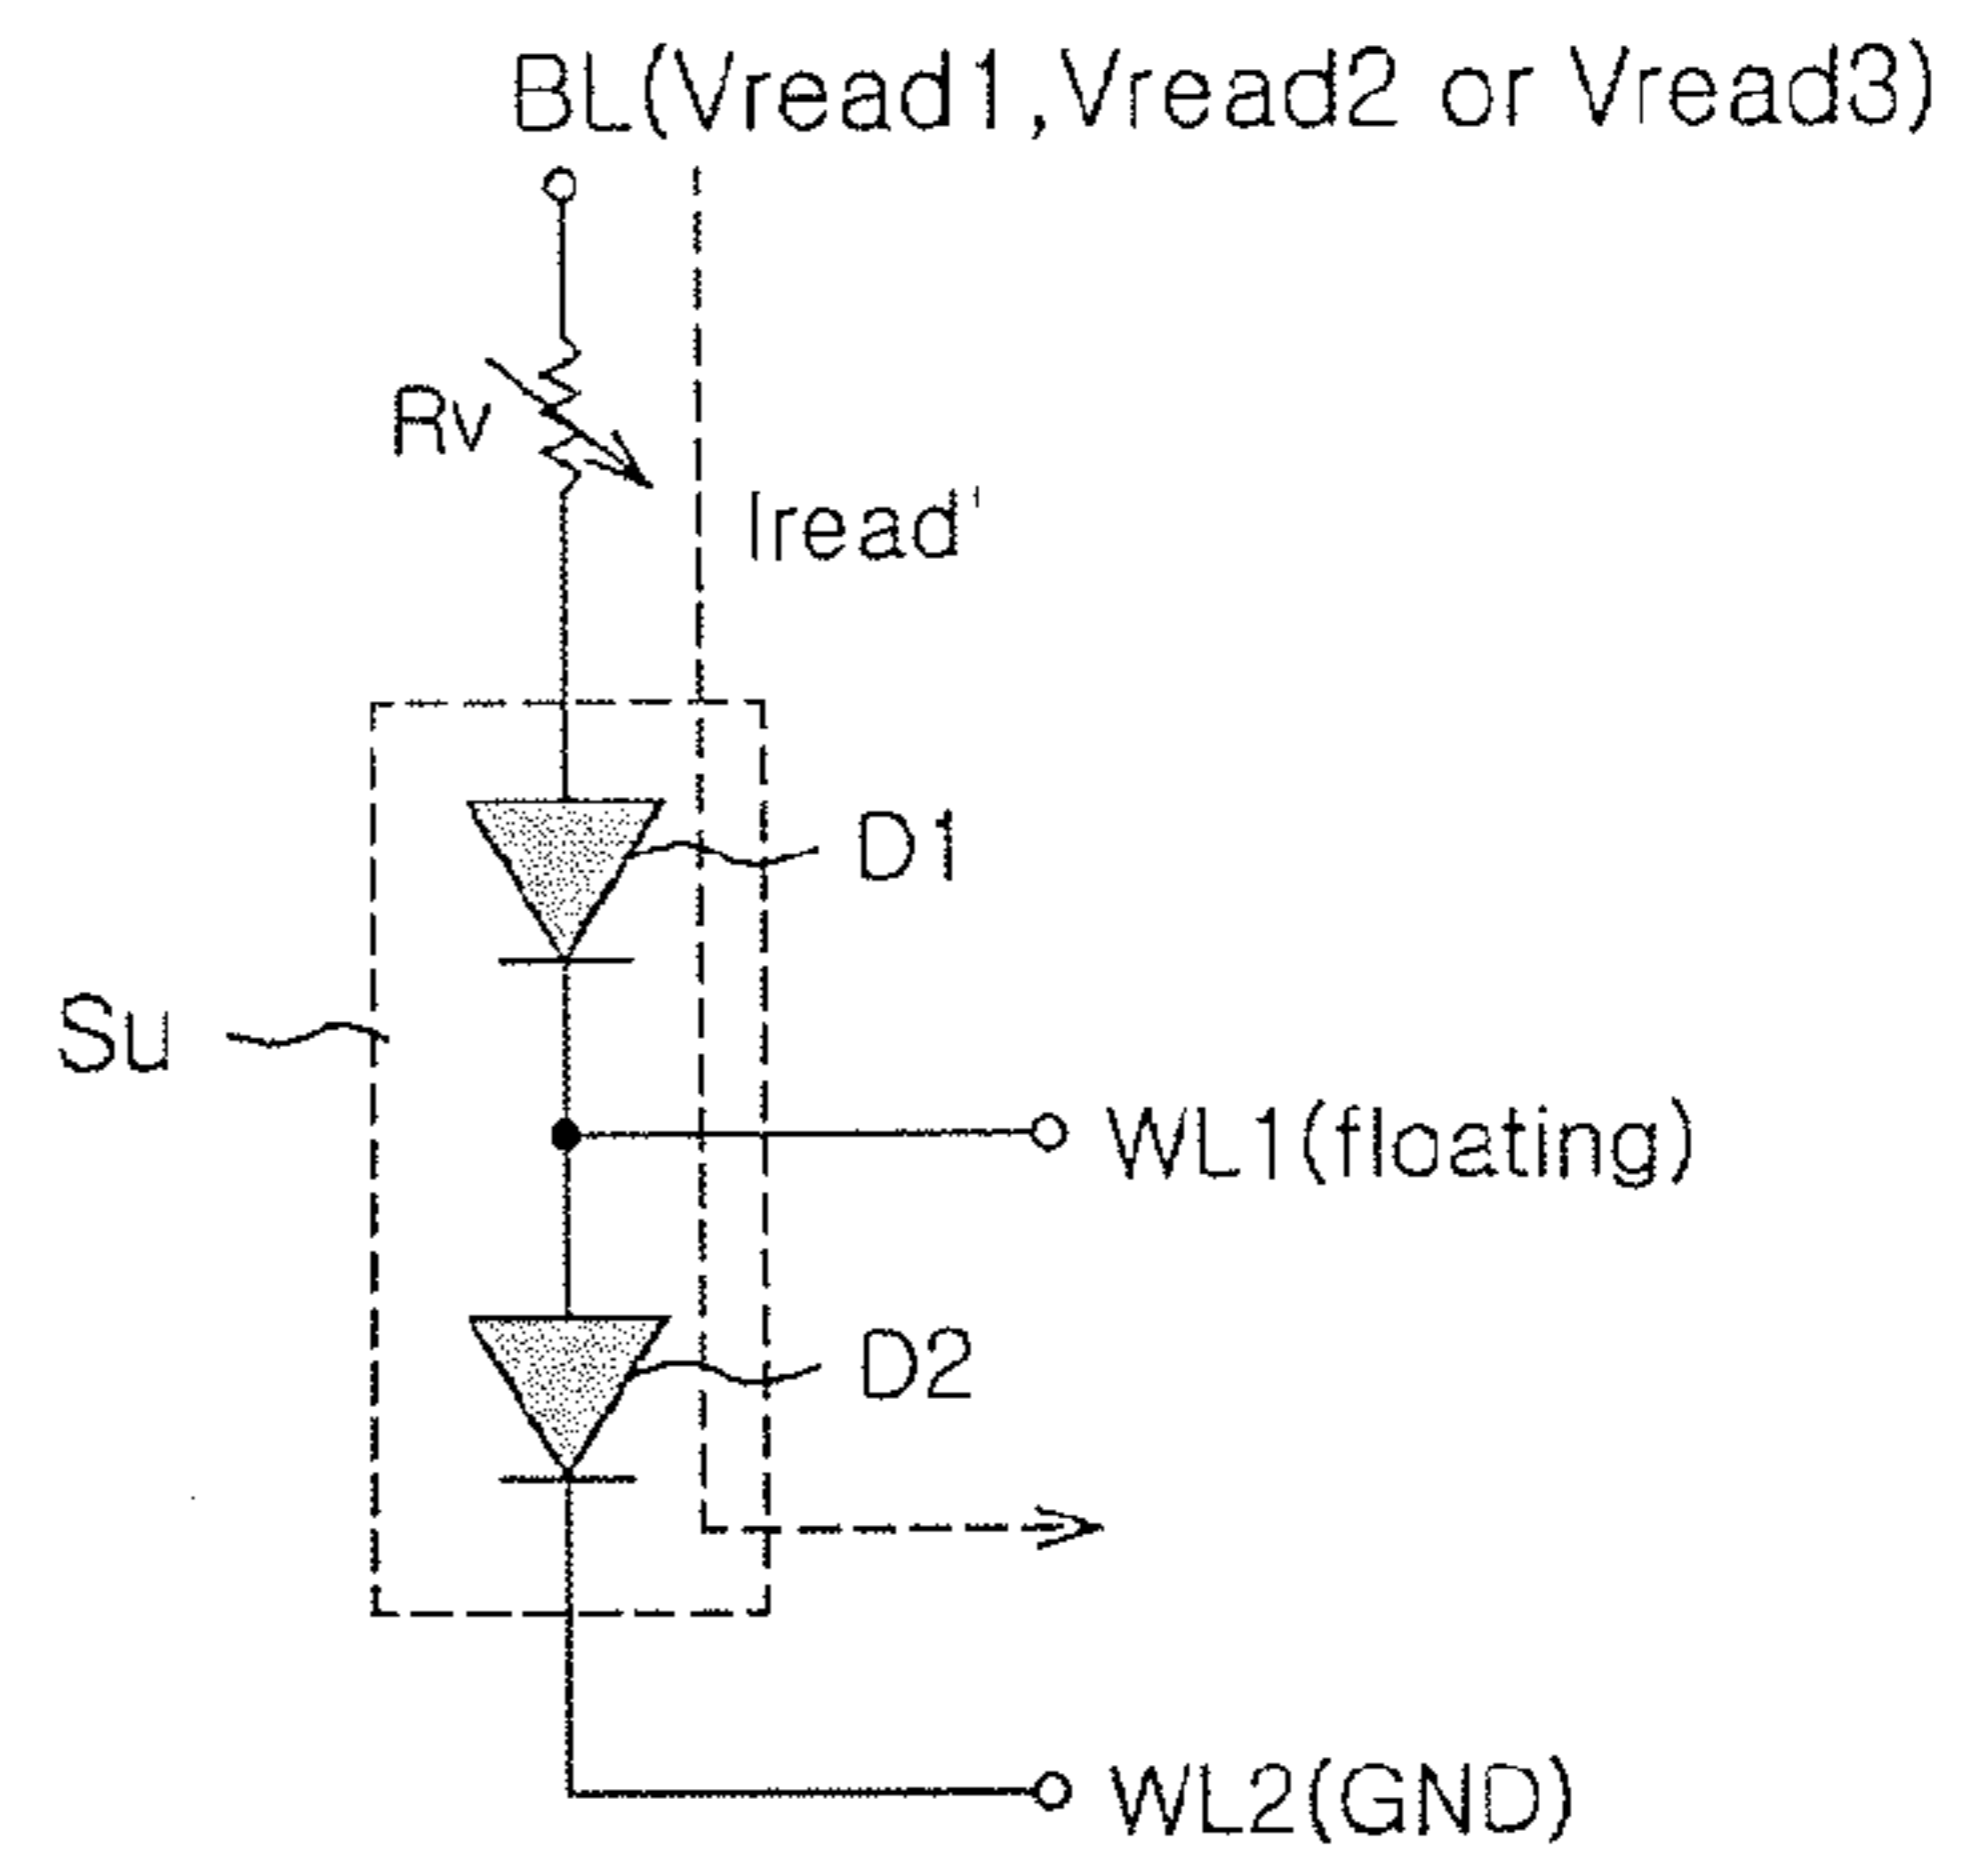 BL(Vread1,Vread2 or Vread3)
Rv
Iread'
D1
Su
WL1(floating)
D2
WL2(GND)